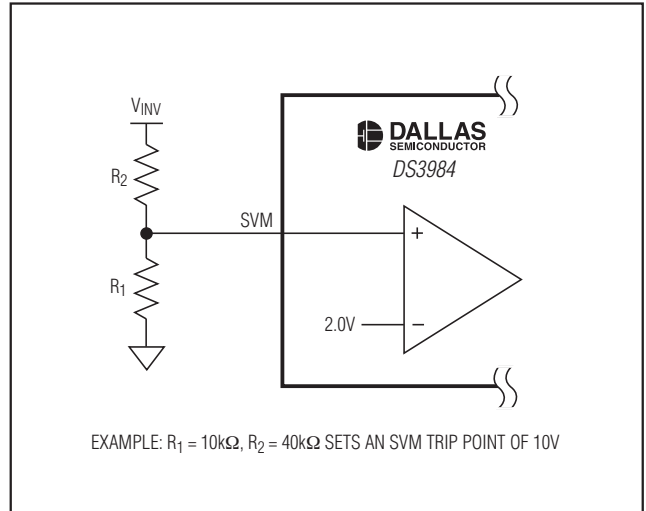 V_INV
DALLAS
SEMICONDUCTOR
DS3984
R₂
SVM
+
R₁
2.0V
−
EXAMPLE: R₁ = 10kΩ, R₂ = 40kΩ SETS AN SVM TRIP POINT OF 10V